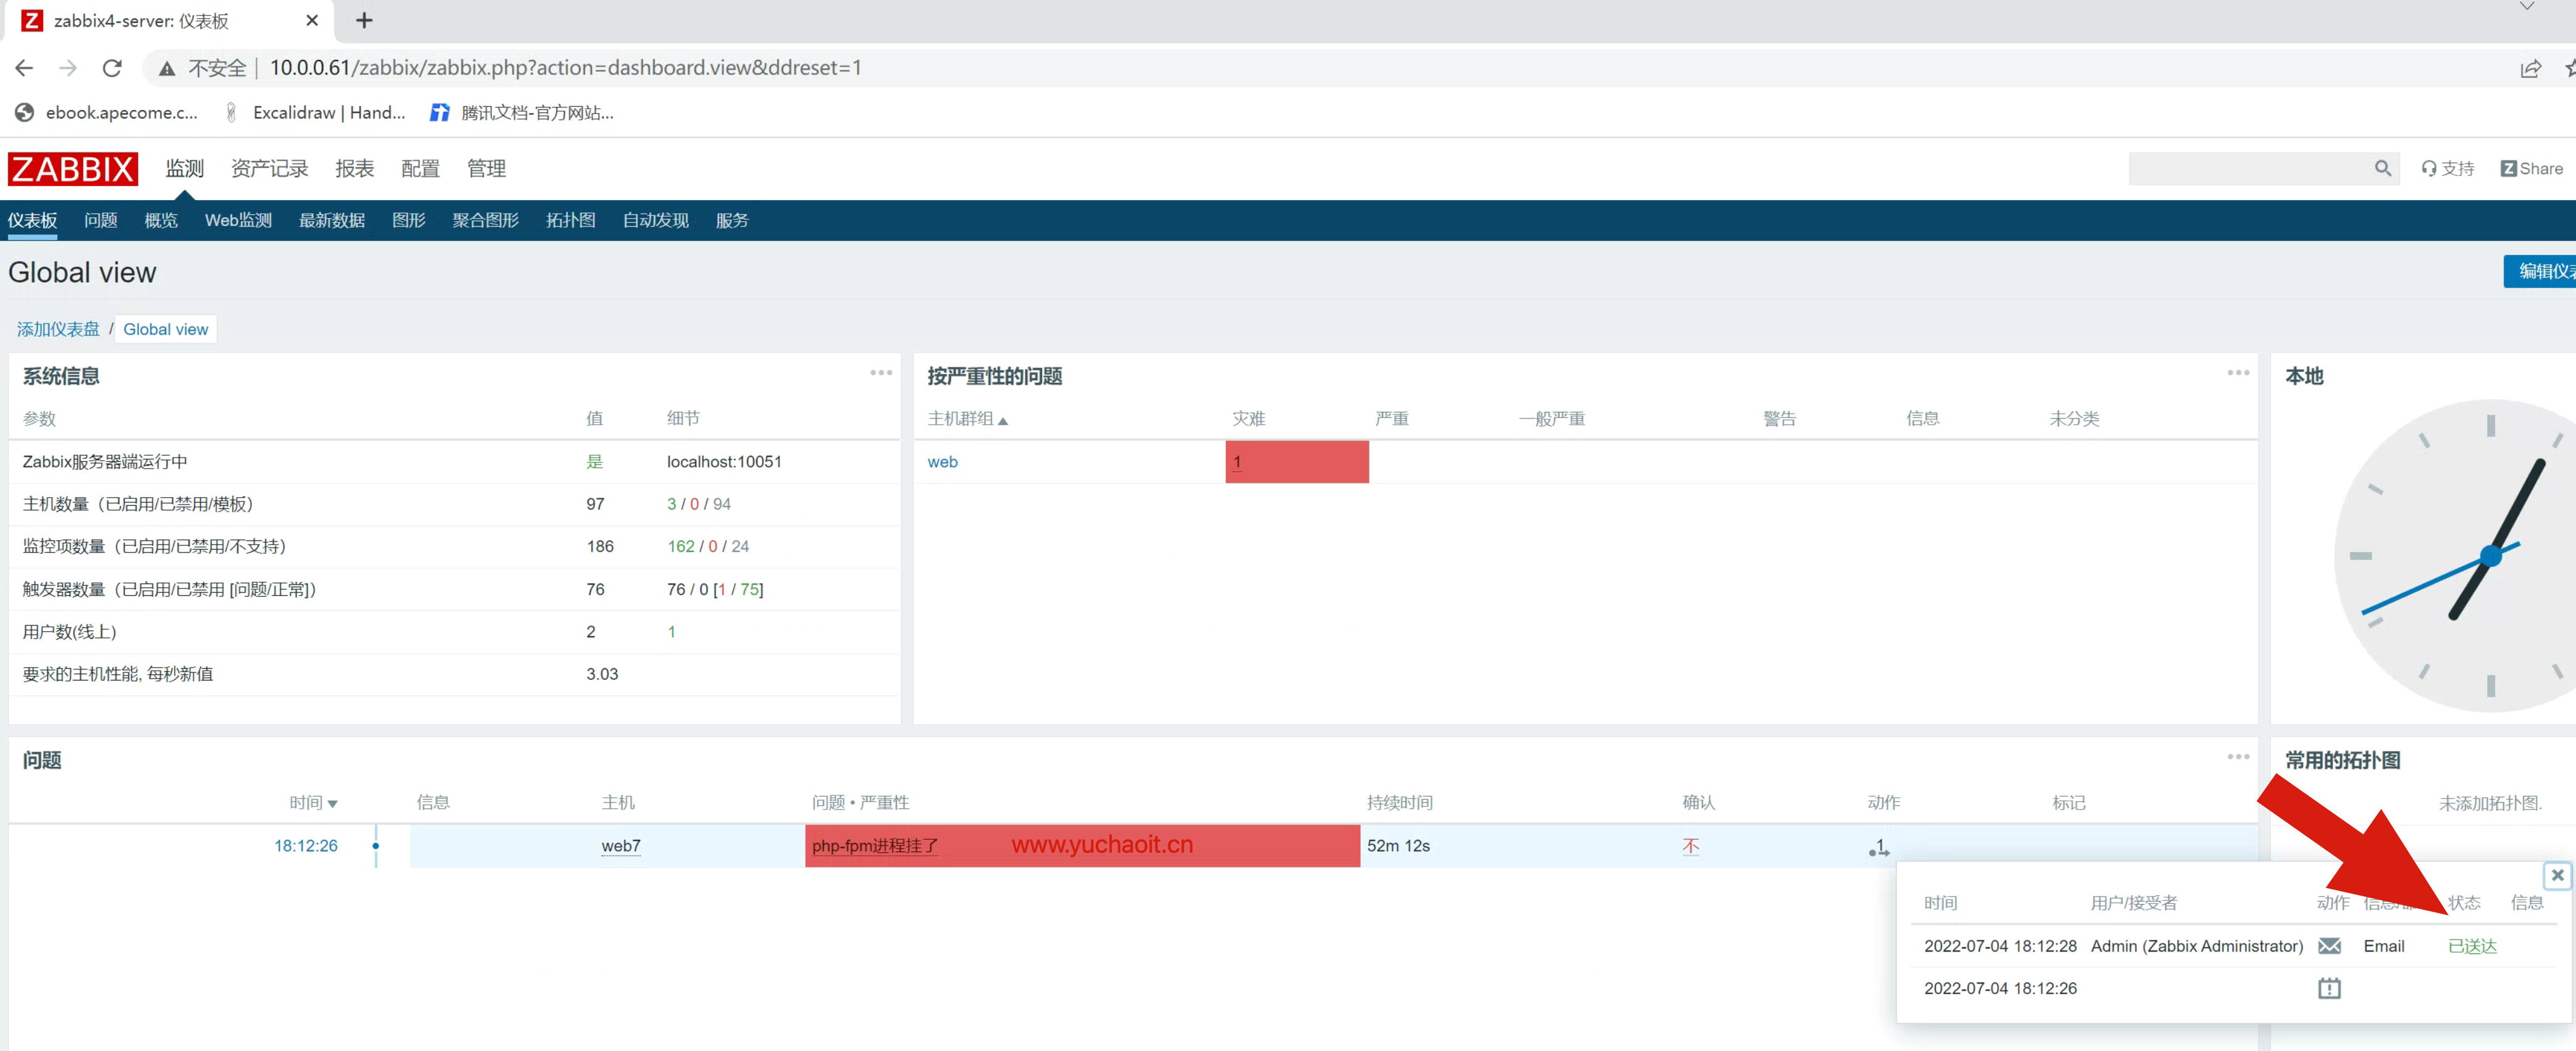 zabbix4-server: 仪表板
不安全 | 10.0.0.61/zabbix/zabbix.php?action=dashboard.view&ddreset=1
ebook.apecome.c... Excalidraw | Hand... 腾讯文档-官方网站...
ZABBIX 监测 资产记录 报表 配置 管理 支持 Z Share
仪表板 问题 概览 Web监测 最新数据 图形 聚合图形 拓扑图 自动发现 服务
Global view 编辑仪
添加仪表盘 / Global view
系统信息
参数 值 细节
Zabbix服务器端运行中 是 localhost:10051
主机数量（已启用/已禁用/模板） 97 3 / 0 / 94
监控项数量（已启用/已禁用/不支持） 186 162 / 0 / 24
触发器数量（已启用/已禁用 [问题/正常]） 76 76 / 0 [1 / 75]
用户数(线上) 2 1
要求的主机性能, 每秒新值 3.03
按严重性的问题
主机群组▲ 灾难 严重 一般严重 警告 信息 未分类
web 1
本地
问题
时间▼ 信息 主机 问题 • 严重性 持续时间 确认 动作 标记
18:12:26 web7 php-fpm进程挂了 www.yuchaoit.cn 52m 12s 不 1
常用的拓扑图
未添加拓扑图.
时间 用户/接受者 动作 状态 信息
2022-07-04 18:12:28 Admin (Zabbix Administrator) Email 已送达
2022-07-04 18:12:26